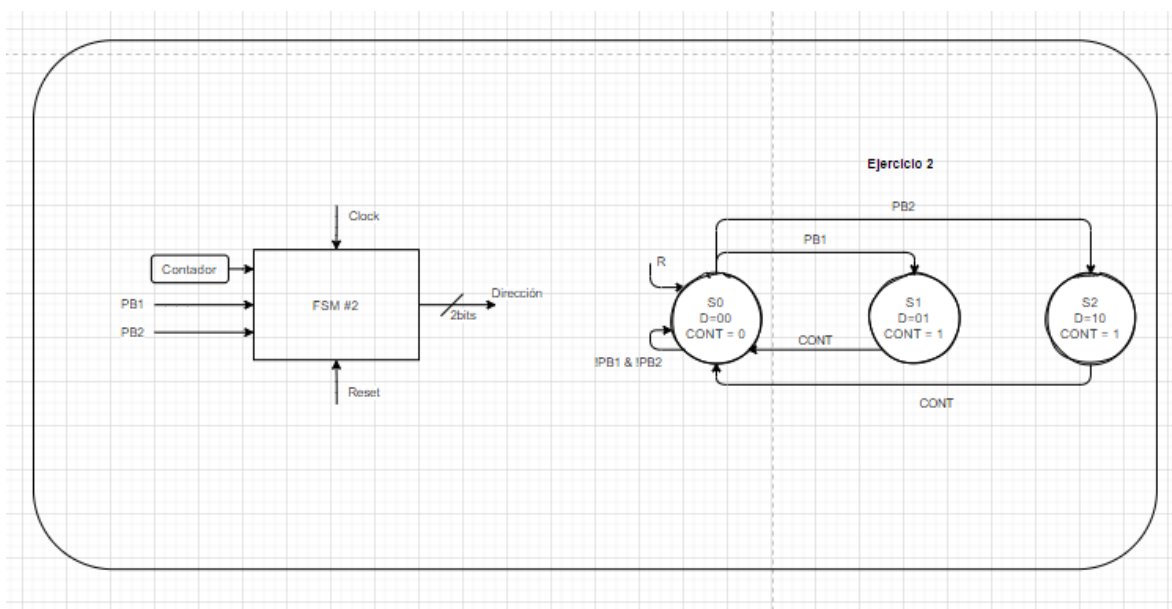 Ejercicio 2
Clock
Contador
PB1
PB2
FSM #2
Dirección
2bits
Reset
PB2
PB1
R
S0
D=00
CONT = 0
S1
D=01
CONT = 1
S2
D=10
CONT = 1
CONT
!PB1 & !PB2
CONT